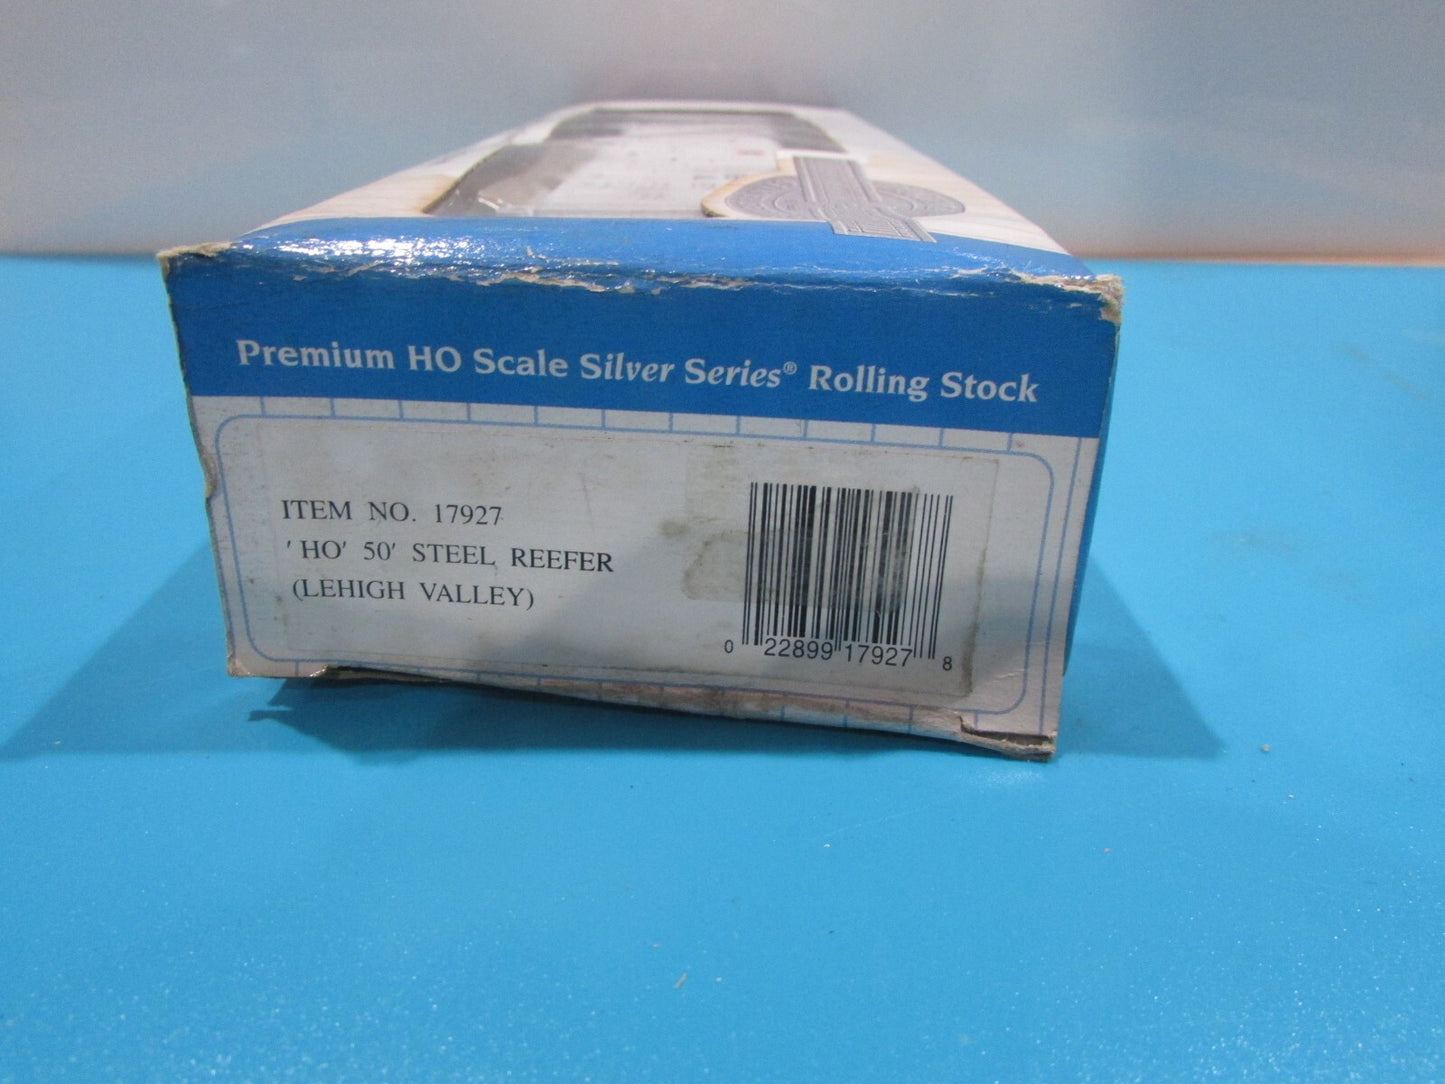 Premium HO Scale Silver Series® Rolling Stock
ITEM NO. 17927
'HO' 50' STEEL REEFER
(LEHIGH VALLEY)
0 22899 17927 8